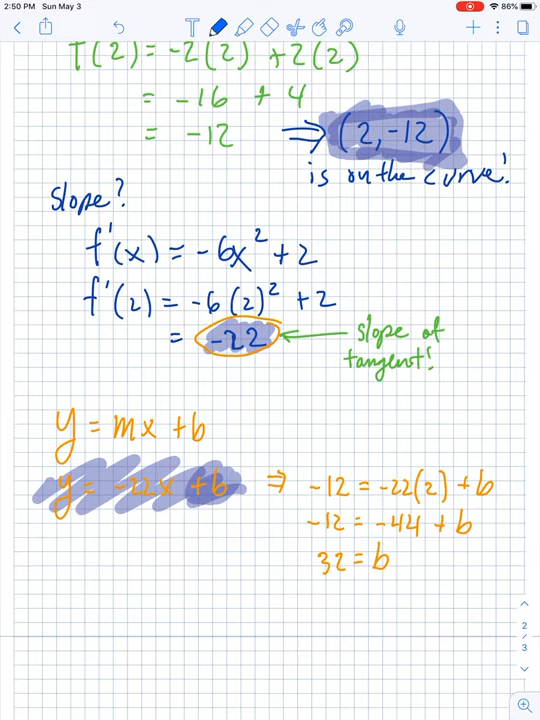 2:50 PM Sun May 3 86%
f(2) = -2(2) + 2(2)
= -16 + 4
= -12 ⇒ (2, -12)
is on the curve!
Slope?
f'(x) = -6x² + 2
f'(2) = -6(2)² + 2
= -22 ← slope of
tangent!
y = mx + b
y = -22x + b ⇒ -12 = -22(2) + b
-12 = -44 + b
32 = b
2
/
3